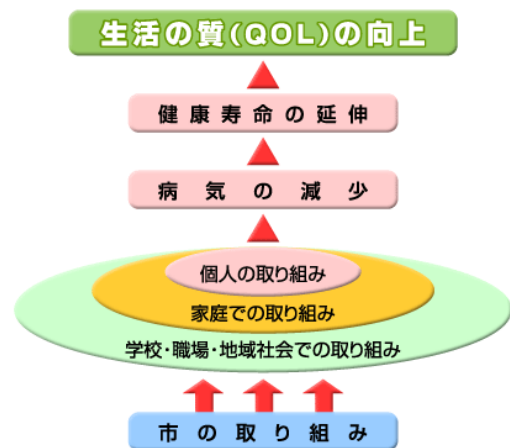 生活の質(QOL)の向上
健康寿命の延伸
病気の減少
個人の取り組み
家庭での取り組み
学校・職場・地域社会での取り組み
市の取り組み